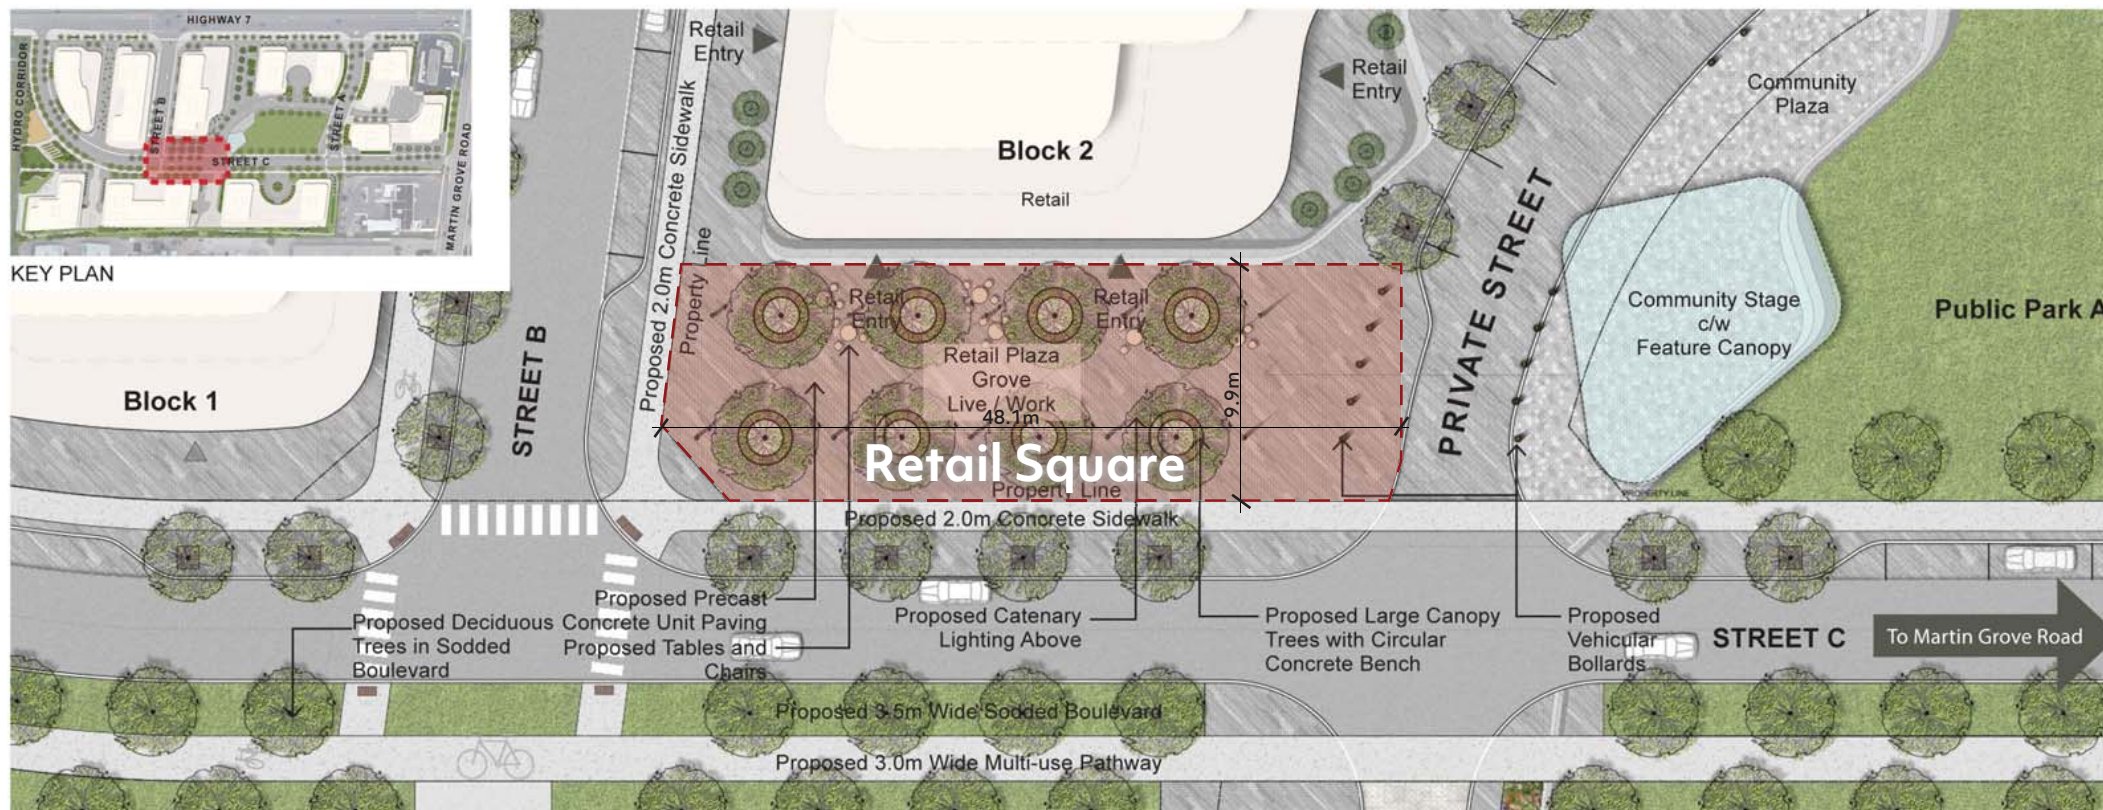 HIGHWAY 7
HYDRO CORRIDOR
STREET B
STREET A
STREET C
MARTIN GROVE ROAD
KEY PLAN
Retail
Entry
Retail
Entry
Community
Plaza
Block 2
Retail
Proposed 2.0m Concrete Sidewalk
Property Line
PRIVATE STREET
Community Stage
c/w
Feature Canopy
Public Park A
Block 1
STREET B
Retail
Entry
Retail
Entry
Retail Plaza
Grove
Live / Work
48.1m
9.9m
Retail Square
Property Line
PROPERTY LINE
Proposed 2.0m Concrete Sidewalk
Proposed Deciduous
Trees in Sodded
Boulevard
Proposed Precast
Concrete Unit Paving
Proposed Tables and
Chairs
Proposed Catenary
Lighting Above
Proposed Large Canopy
Trees with Circular
Concrete Bench
Proposed
Vehicular
Bollards
STREET C
To Martin Grove Road
Proposed 3.5m Wide Sodded Boulevard
Proposed 3.0m Wide Multi-use Pathway